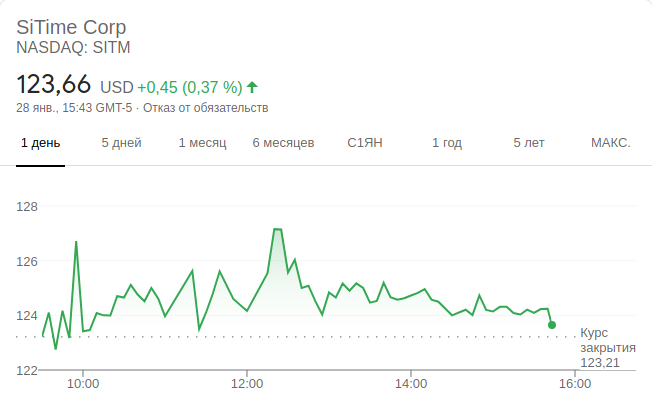 SiTime Corp
NASDAQ: SITM
123,66 USD +0,45 (0,37 %)
28 янв., 15:43 GMT-5 · Отказ от обязательств
1 день 5 дней 1 месяц 6 месяцев С1ЯН 1 год 5 лет МАКС.
128
126
124
122
Курс
закрытия
123,21
10:00 12:00 14:00 16:00